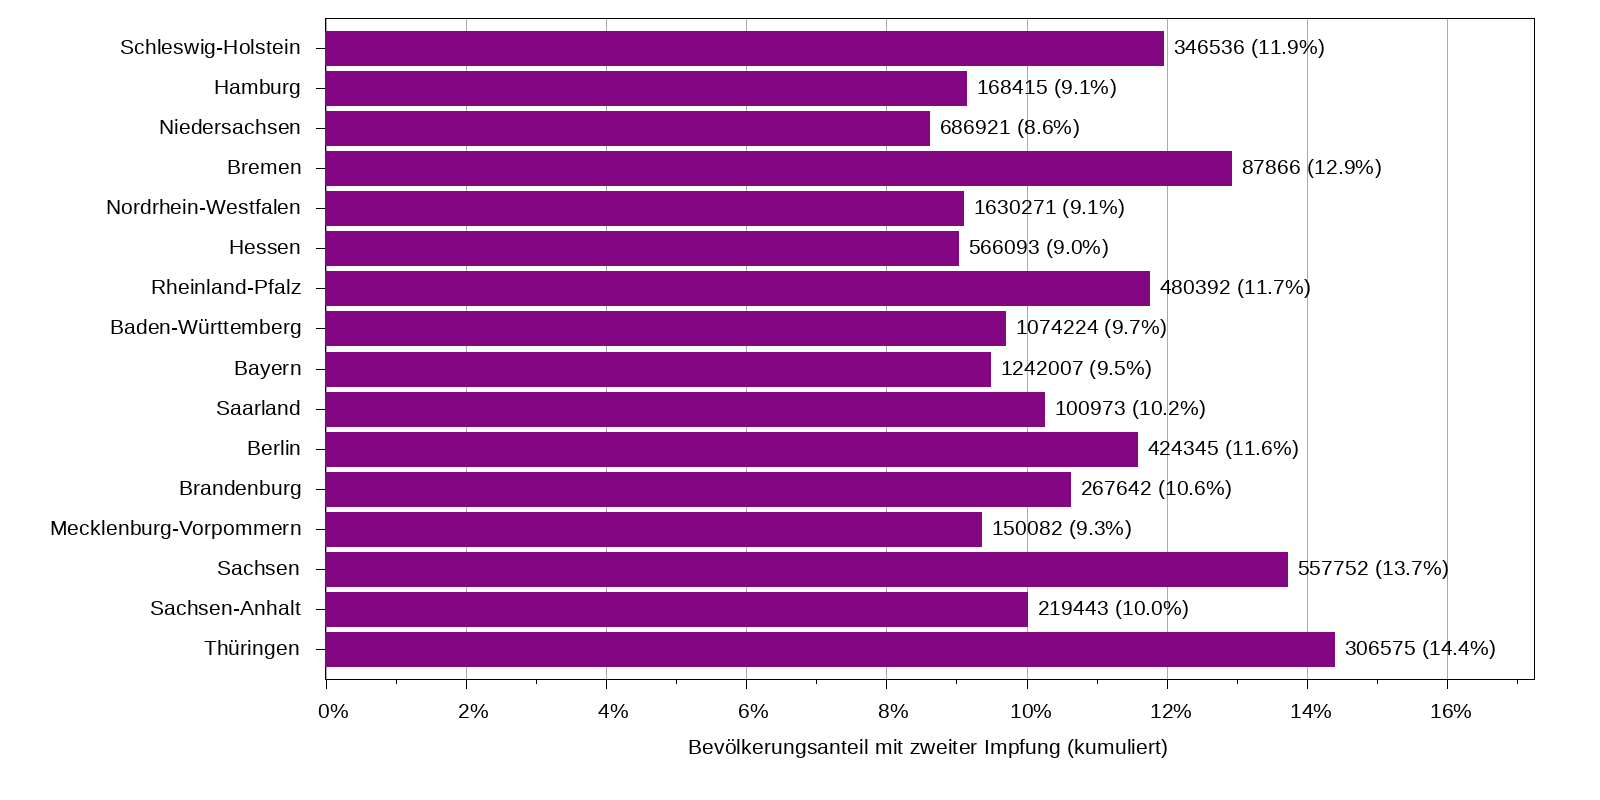 Schleswig-Holstein 346536 (11.9%)
Hamburg 168415 (9.1%)
Niedersachsen 686921 (8.6%)
Bremen 87866 (12.9%)
Nordrhein-Westfalen 1630271 (9.1%)
Hessen 566093 (9.0%)
Rheinland-Pfalz 480392 (11.7%)
Baden-Württemberg 1074224 (9.7%)
Bayern 1242007 (9.5%)
Saarland 100973 (10.2%)
Berlin 424345 (11.6%)
Brandenburg 267642 (10.6%)
Mecklenburg-Vorpommern 150082 (9.3%)
Sachsen 557752 (13.7%)
Sachsen-Anhalt 219443 (10.0%)
Thüringen 306575 (14.4%)
0% 2% 4% 6% 8% 10% 12% 14% 16%
Bevölkerungsanteil mit zweiter Impfung (kumuliert)